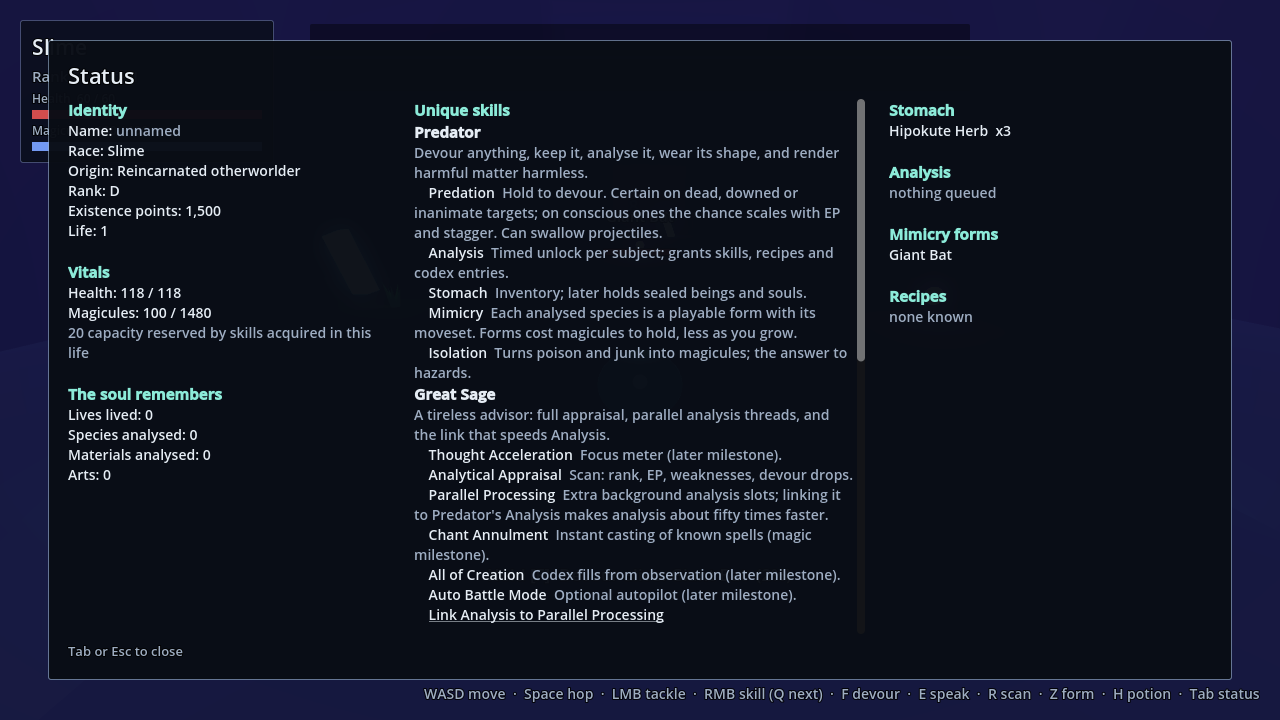 Slime
Status
Identity
Name: unnamed
Race: Slime
Origin: Reincarnated otherworlder
Rank: D
Existence points: 1,500
Life: 1
Vitals
Health: 118 / 118
Magicules: 100 / 1480
20 capacity reserved by skills acquired in this
life
The soul remembers
Lives lived: 0
Species analysed: 0
Materials analysed: 0
Arts: 0
Unique skills
Predator
Devour anything, keep it, analyse it, wear its shape, and render
harmful matter harmless.
Predation Hold to devour. Certain on dead, downed or
inanimate targets; on conscious ones the chance scales with EP
and stagger. Can swallow projectiles.
Analysis Timed unlock per subject; grants skills, recipes and
codex entries.
Stomach Inventory; later holds sealed beings and souls.
Mimicry Each analysed species is a playable form with its
moveset. Forms cost magicules to hold, less as you grow.
Isolation Turns poison and junk into magicules; the answer to
hazards.
Great Sage
A tireless advisor: full appraisal, parallel analysis threads, and
the link that speeds Analysis.
Thought Acceleration Focus meter (later milestone).
Analytical Appraisal Scan: rank, EP, weaknesses, devour drops.
Parallel Processing Extra background analysis slots; linking it
to Predator's Analysis makes analysis about fifty times faster.
Chant Annulment Instant casting of known spells (magic
milestone).
All of Creation Codex fills from observation (later milestone).
Auto Battle Mode Optional autopilot (later milestone).
Link Analysis to Parallel Processing
Stomach
Hipokute Herb x3
Analysis
nothing queued
Mimicry forms
Giant Bat
Recipes
none known
Tab or Esc to close
WASD move · Space hop · LMB tackle · RMB skill (Q next) · F devour · E speak · R scan · Z form · H potion · Tab status